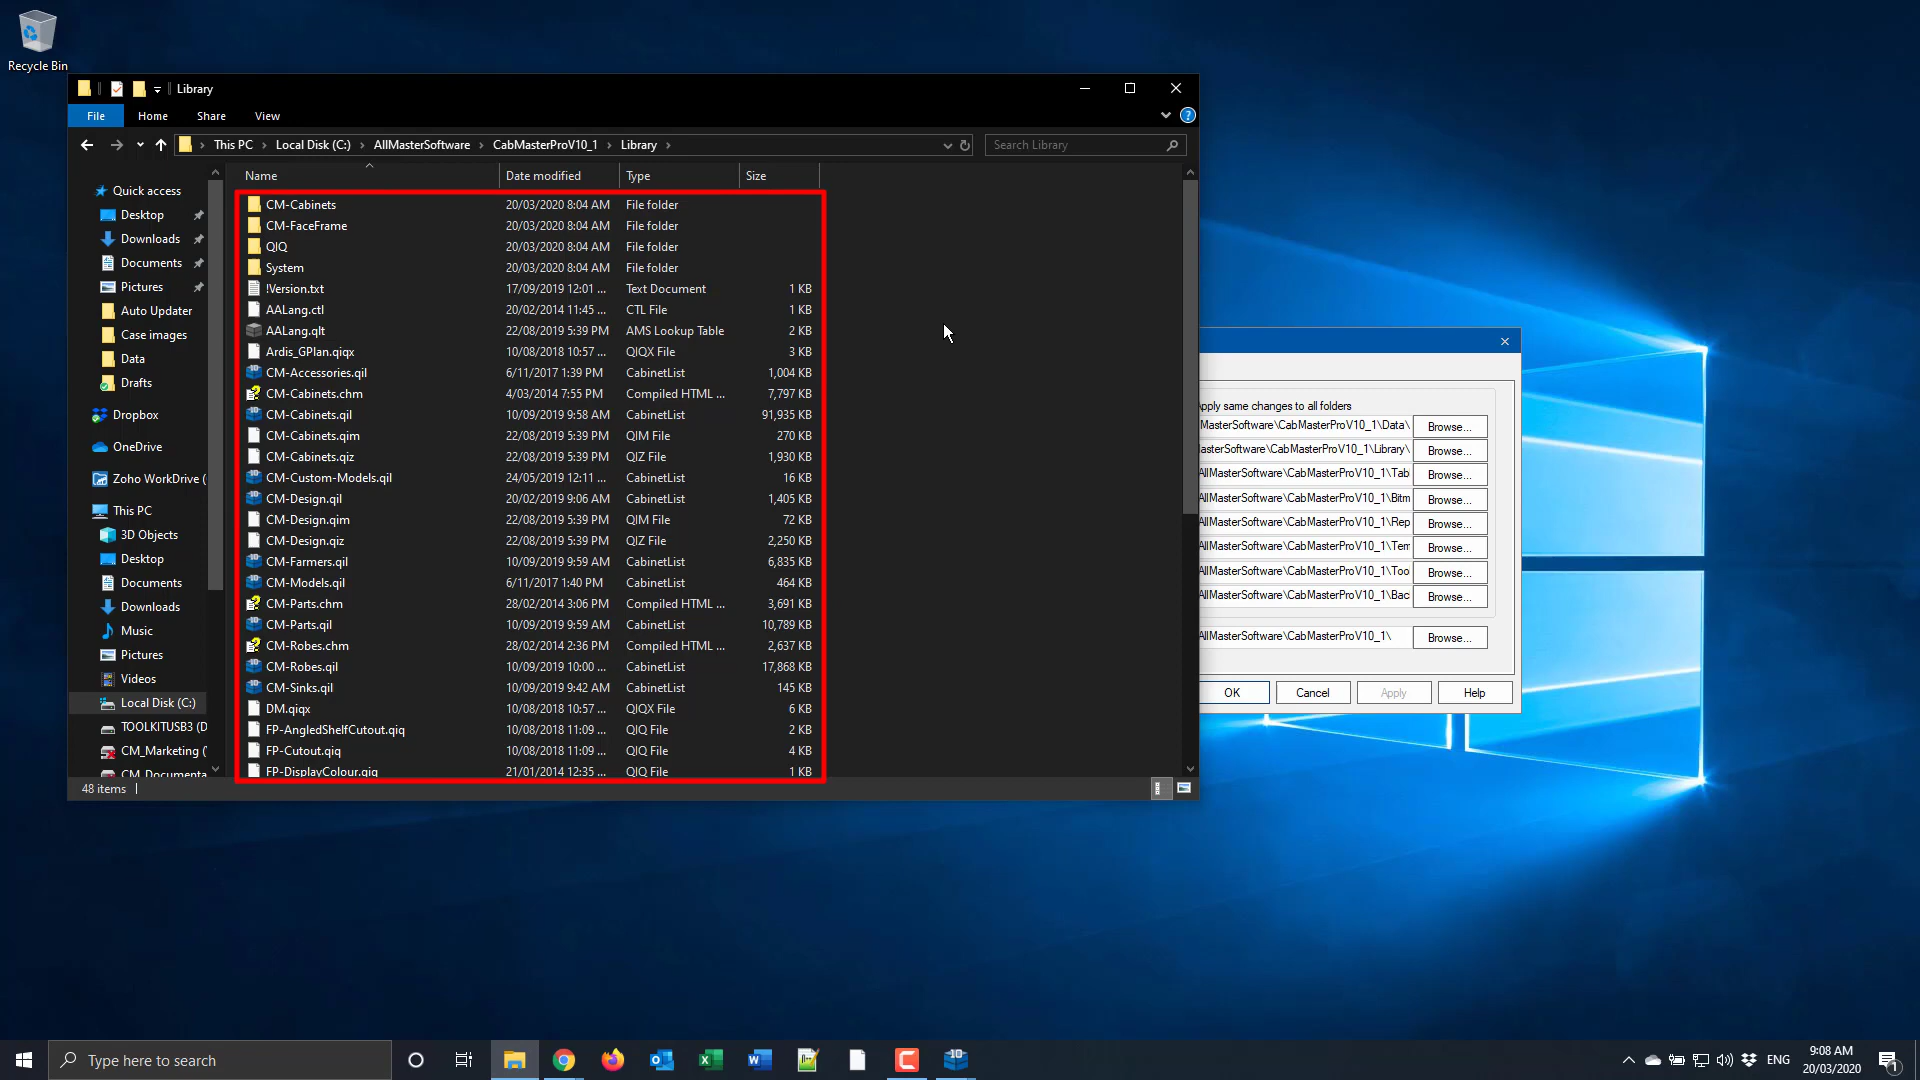 Recycle Bin
Library
File Home Share View
This PC Local Disk (C:) AllMasterSoftware CabMasterProV10_1 Library
Search Library
Name Date modified Type Size
Quick access
Desktop
Downloads
Documents
Pictures
Auto Updater
Case images
Data
Drafts
Dropbox
OneDrive
Zoho WorkDrive (
This PC
3D Objects
Desktop
Documents
Downloads
Music
Pictures
Videos
Local Disk (C:)
TOOLKITUSB3 (D
CM_Marketing (
CM_Documenta
CM-Cabinets 20/03/2020 8:04 AM File folder
CM-FaceFrame 20/03/2020 8:04 AM File folder
QIQ 20/03/2020 8:04 AM File folder
System 20/03/2020 8:04 AM File folder
!Version.txt 17/09/2019 12:01 ... Text Document 1 KB
AALang.ctl 20/02/2014 11:45 ... CTL File 1 KB
AALang.qlt 22/08/2019 5:39 PM AMS Lookup Table 2 KB
Ardis_GPlan.qiqx 10/08/2018 10:57 ... QIQX File 3 KB
CM-Accessories.qil 6/11/2017 1:39 PM CabinetList 1,004 KB
CM-Cabinets.chm 4/03/2014 7:55 PM Compiled HTML ... 7,797 KB
CM-Cabinets.qil 10/09/2019 9:58 AM CabinetList 91,935 KB
CM-Cabinets.qim 22/08/2019 5:39 PM QIM File 270 KB
CM-Cabinets.qiz 22/08/2019 5:39 PM QIZ File 1,930 KB
CM-Custom-Models.qil 24/05/2019 12:11 ... CabinetList 16 KB
CM-Design.qil 20/02/2019 9:06 AM CabinetList 1,405 KB
CM-Design.qim 22/08/2019 5:39 PM QIM File 72 KB
CM-Design.qiz 22/08/2019 5:39 PM QIZ File 2,250 KB
CM-Farmers.qil 10/09/2019 9:59 AM CabinetList 6,835 KB
CM-Models.qil 6/11/2017 1:40 PM CabinetList 464 KB
CM-Parts.chm 28/02/2014 3:06 PM Compiled HTML ... 3,691 KB
CM-Parts.qil 10/09/2019 9:59 AM CabinetList 10,789 KB
CM-Robes.chm 28/02/2014 2:36 PM Compiled HTML ... 2,637 KB
CM-Robes.qil 10/09/2019 10:00 ... CabinetList 17,868 KB
CM-Sinks.qil 10/09/2019 9:42 AM CabinetList 145 KB
DM.qiqx 10/08/2018 10:57 ... QIQX File 6 KB
FP-AngledShelfCutout.qiq 10/08/2018 11:09 ... QIQ File 2 KB
FP-Cutout.qiq 10/08/2018 11:09 ... QIQ File 4 KB
FP-DisplayColour.qiq 21/01/2014 12:35 ... QIQ File 1 KB
48 items
Apply same changes to all folders
MasterSoftware\CabMasterProV10_1\Data\ Browse...
MasterSoftware\CabMasterProV10_1\Library\ Browse...
AllMasterSoftware\CabMasterProV10_1\Tab Browse...
AllMasterSoftware\CabMasterProV10_1\Bitm Browse...
AllMasterSoftware\CabMasterProV10_1\Rep Browse...
AllMasterSoftware\CabMasterProV10_1\Tem Browse...
AllMasterSoftware\CabMasterProV10_1\Too Browse...
AllMasterSoftware\CabMasterProV10_1\Bac Browse...
AllMasterSoftware\CabMasterProV10_1\ Browse...
OK Cancel Apply Help
Type here to search
ENG
9:08 AM
20/03/2020
1